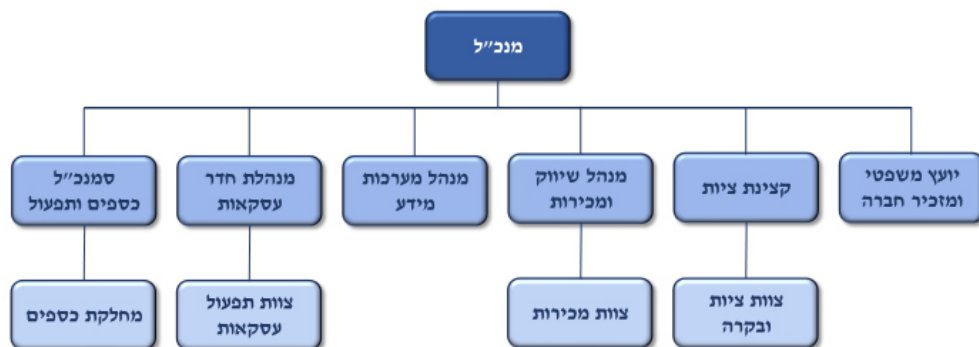 מנכ״ל
יועץ משפטי
ומזכיר חברה
קצינת ציות
מנהל שיווק
ומכירות
מנהל מערכות
מידע
מנהלת חדר
עסקאות
סמנכ״ל
כספים ותפעול
צוות ציות
ובקרה
צוות מכירות
צוות תפעול
עסקאות
מחלקת כספים